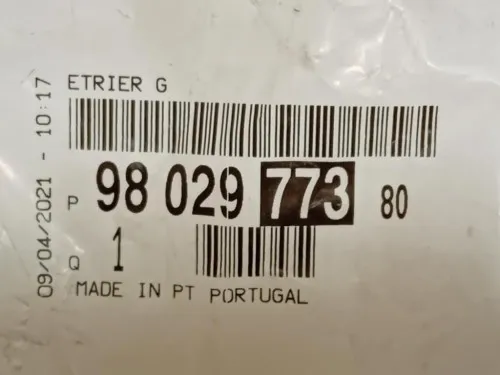 ETRIER G
P 98 029 773 80
Q 1
MADE IN PT PORTUGAL
09/04/2021 - 10:17